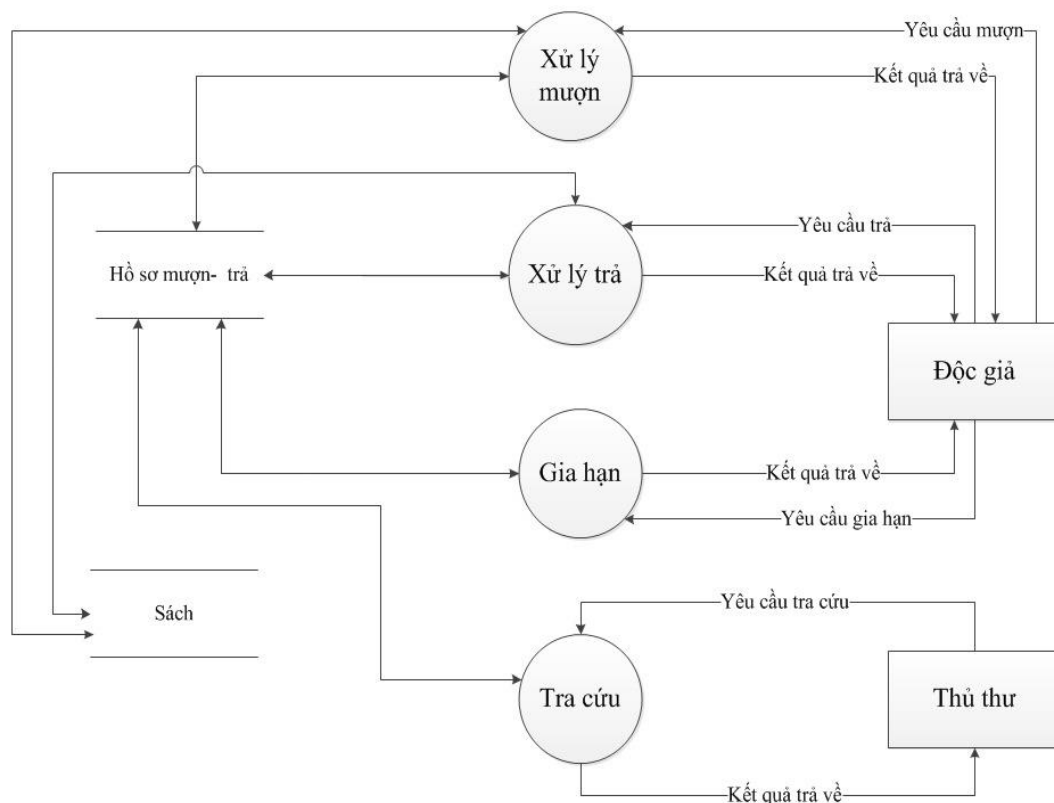 Yêu cầu mượn
Xử lý
mượn
Kết quả trả về
Yêu cầu trả
Hồ sơ mượn- trả
Xử lý trả
Kết quả trả về
Độc giả
Gia hạn
Kết quả trả về
Yêu cầu gia hạn
Sách
Yêu cầu tra cứu
Tra cứu
Thủ thư
Kết quả trả về